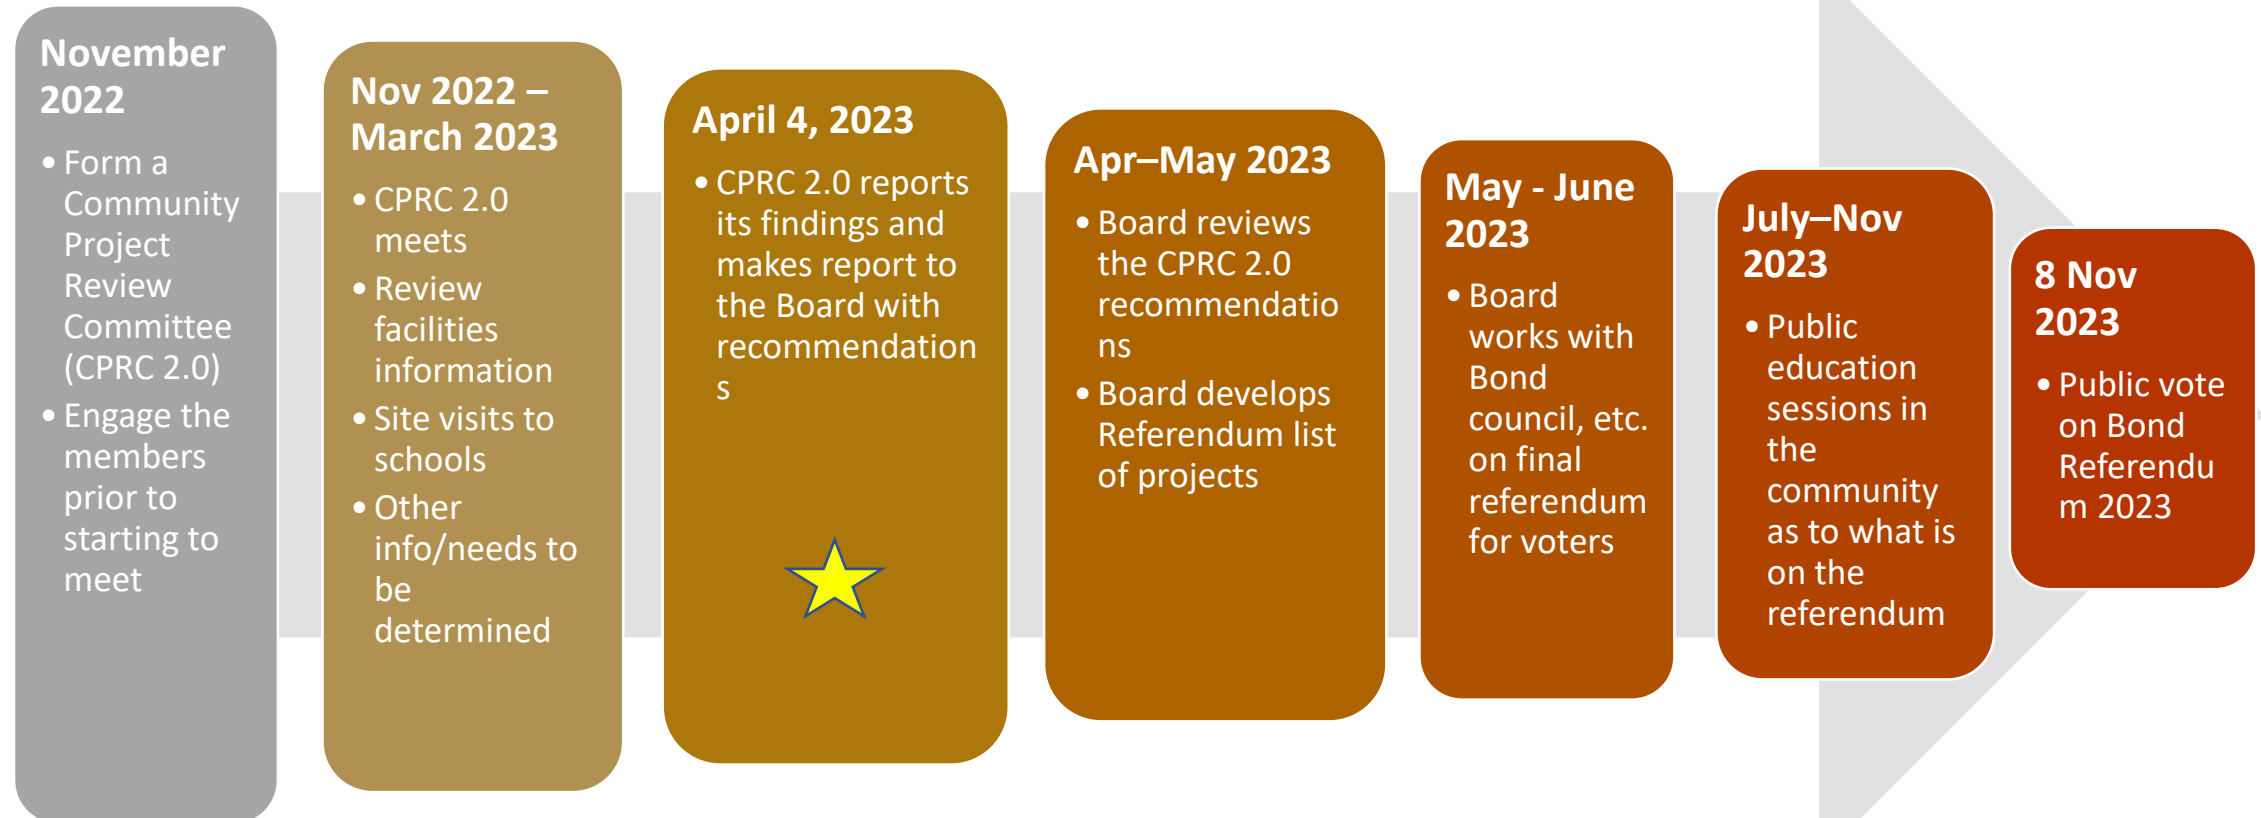 November
2022
• Form a
Community
Project
Review
Committee
(CPRC 2.0)
• Engage the
members
prior to
starting to
meet
Nov 2022 –
March 2023
• CPRC 2.0
meets
• Review
facilities
information
• Site visits to
schools
• Other
info/needs to
be
determined
April 4, 2023
• CPRC 2.0 reports
its findings and
makes report to
the Board with
recommendation
s
Apr–May 2023
• Board reviews
the CPRC 2.0
recommendatio
ns
• Board develops
Referendum list
of projects
May - June
2023
• Board
works with
Bond
council, etc.
on final
referendum
for voters
July–Nov
2023
• Public
education
sessions in
the
community
as to what is
on the
referendum
8 Nov
2023
• Public vote
on Bond
Referendu
m 2023